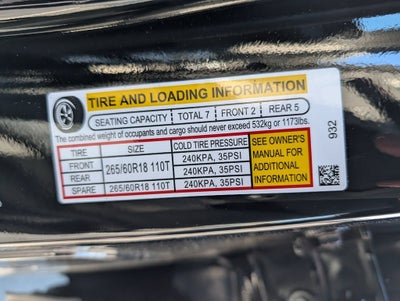 TIRE AND LOADING INFORMATION
SEATING CAPACITY TOTAL 7 FRONT 2 REAR 5
The combined weight of occupants and cargo should never exceed 532kg or 1173lbs.
TIRE SIZE COLD TIRE PRESSURE
FRONT 265/60R18 110T 240KPA, 35PSI
REAR 240KPA, 35PSI
SPARE 265/60R18 110T 240KPA, 35PSI
SEE OWNER'S
MANUAL FOR
ADDITIONAL
INFORMATION
932